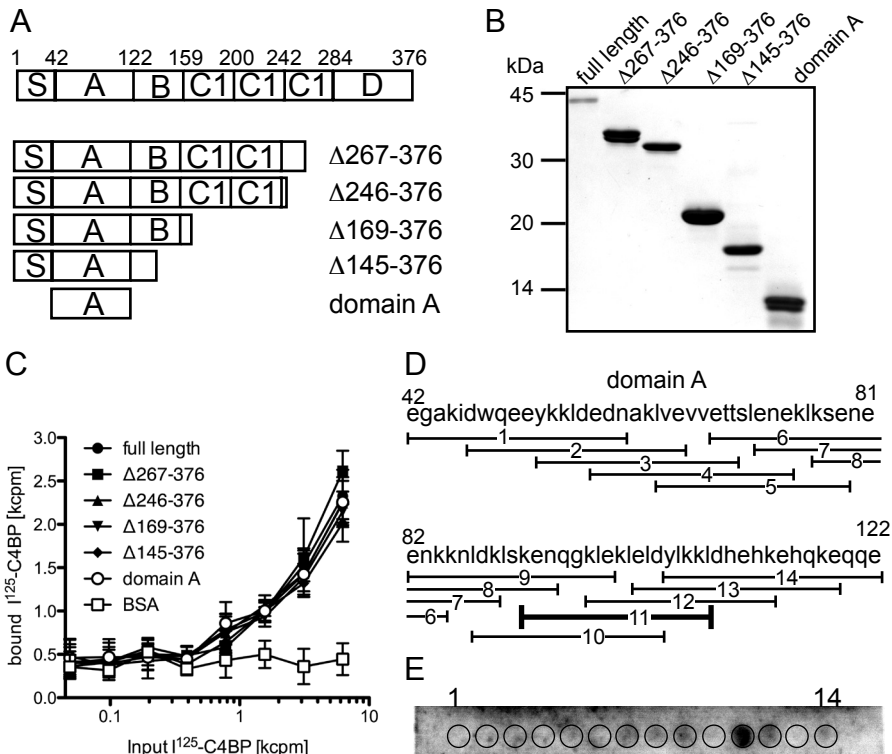 A
1 42 122 159 200 242 284 376
S A B C1 C1 C1 D
S A B C1 C1 Δ267-376
S A B C1 C1 Δ246-376
S A B Δ169-376
S A Δ145-376
A domain A
B
full length Δ267-376 Δ246-376 Δ169-376 Δ145-376 domain A
kDa
45
30
20
14
C
bound I¹²⁵-C4BP [kcpm]
3.0
2.5
2.0
1.5
1.0
0.5
0.0
full length
Δ267-376
Δ246-376
Δ169-376
Δ145-376
domain A
BSA
0.1 1 10
Input I¹²⁵-C4BP [kcpm]
D
domain A
42 81
egakidwqeeykkldednaklvevvettsleneklksene
1 6
2 7
3 8
4
5
82 122
enkknldklskenqgklekleldylkkldhehkehqkeqqe
9 14
8 13
7 12
6 11
10
E
1 14